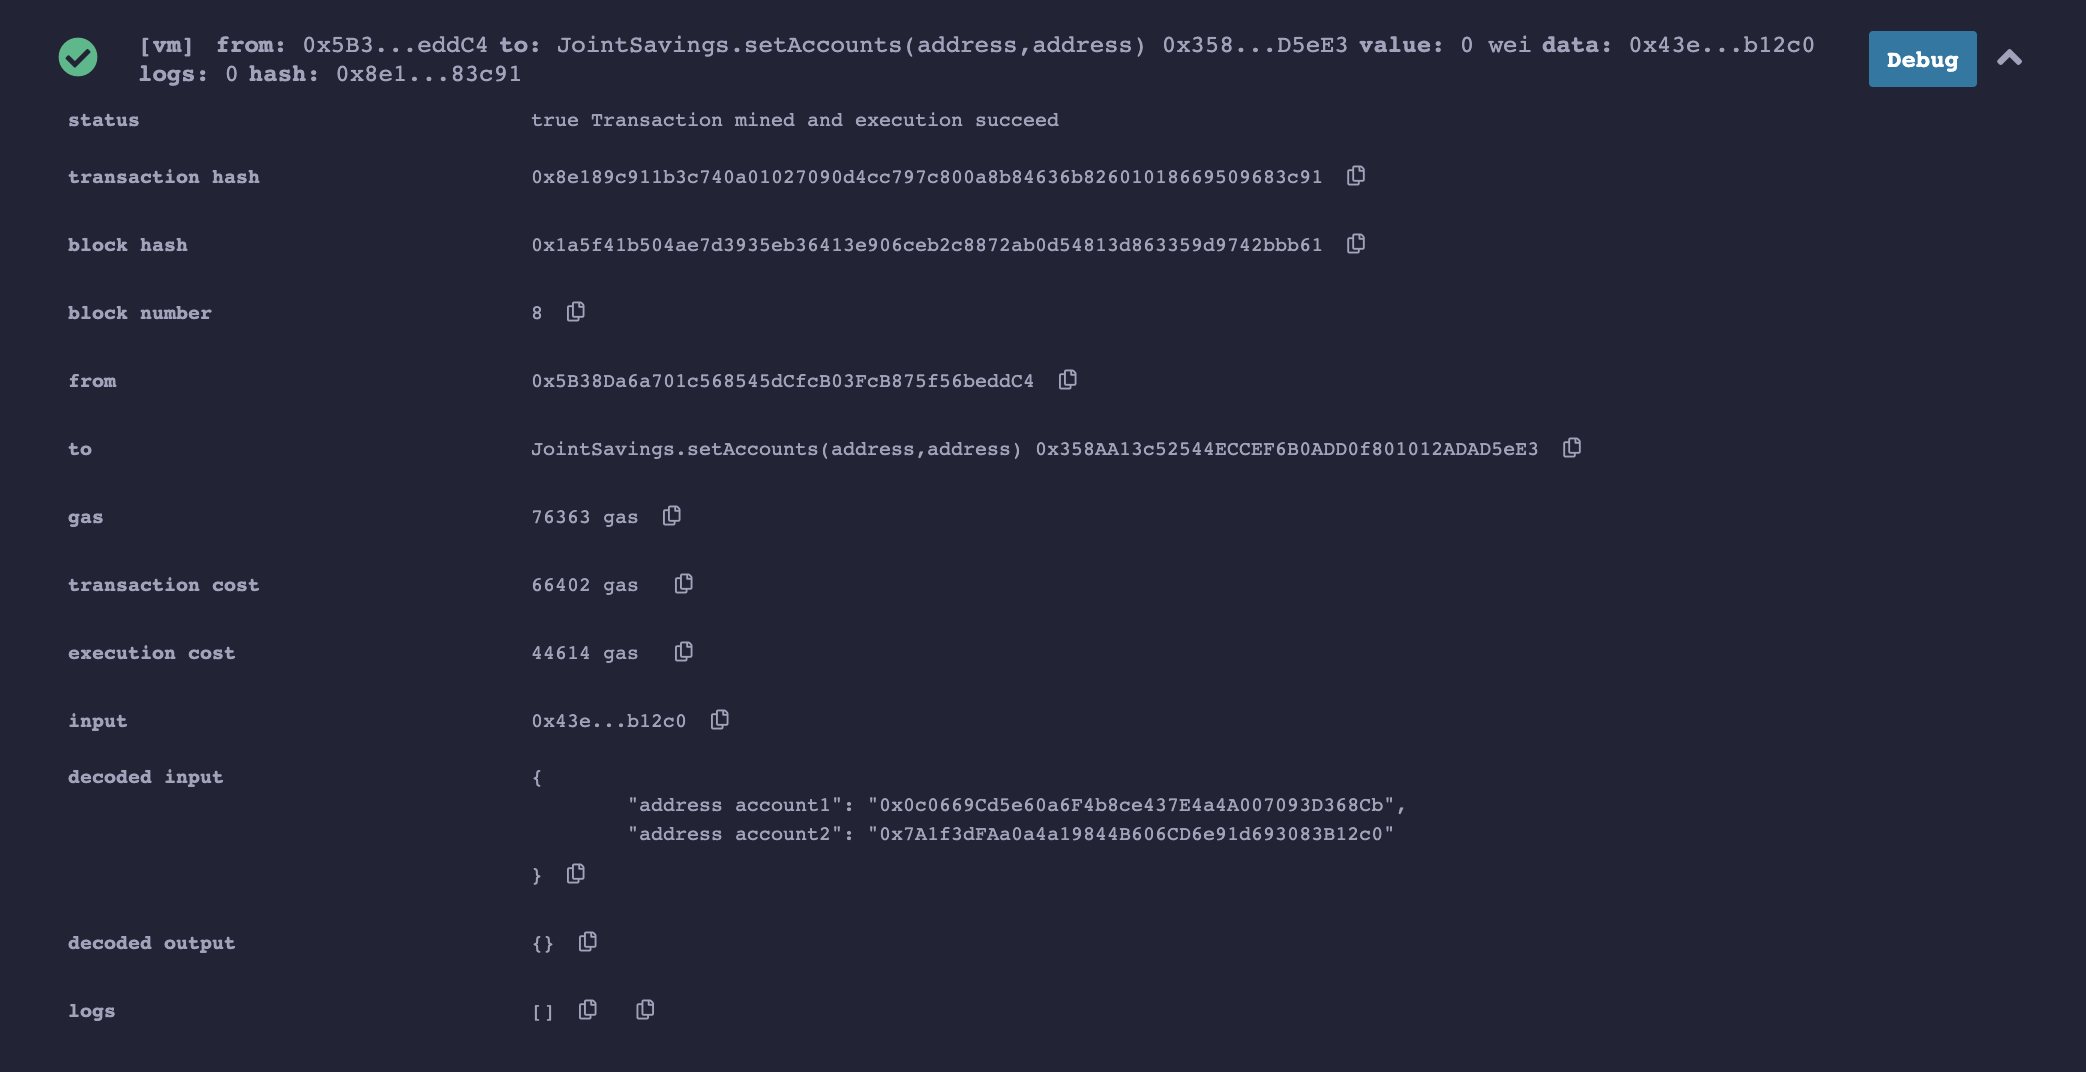 [vm] from: 0x5B3...eddC4 to: JointSavings.setAccounts(address,address) 0x358...D5eE3 value: 0 wei data: 0x43e...b12c0
logs: 0 hash: 0x8e1...83c91
Debug
status true Transaction mined and execution succeed
transaction hash 0x8e189c911b3c740a01027090d4cc797c800a8b84636b82601018669509683c91
block hash 0x1a5f41b504ae7d3935eb36413e906ceb2c8872ab0d54813d863359d9742bbb61
block number 8
from 0x5B38Da6a701c568545dCfcB03FcB875f56beddC4
to JointSavings.setAccounts(address,address) 0x358AA13c52544ECCEF6B0ADD0f801012ADAD5eE3
gas 76363 gas
transaction cost 66402 gas
execution cost 44614 gas
input 0x43e...b12c0
decoded input {
"address account1": "0x0c0669Cd5e60a6F4b8ce437E4a4A007093D368Cb",
"address account2": "0x7A1f3dFAa0a4a19844B606CD6e91d693083B12c0"
}
decoded output {}
logs []